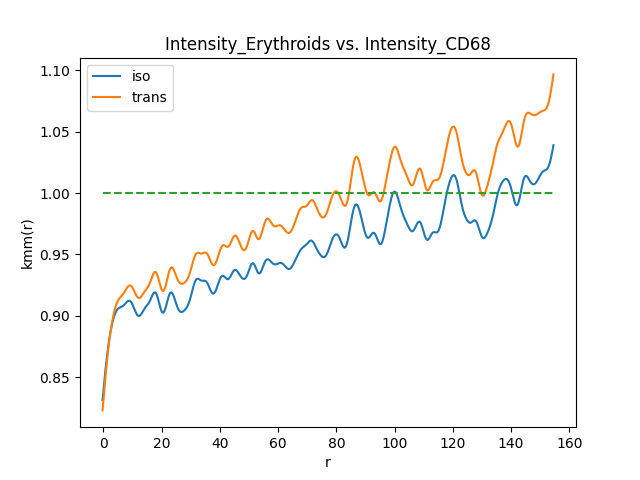 Intensity_Erythroids vs. Intensity_CD68
iso
trans
1.10
1.05
1.00
0.95
0.90
0.85
kmm(r)
0 20 40 60 80 100 120 140 160
r